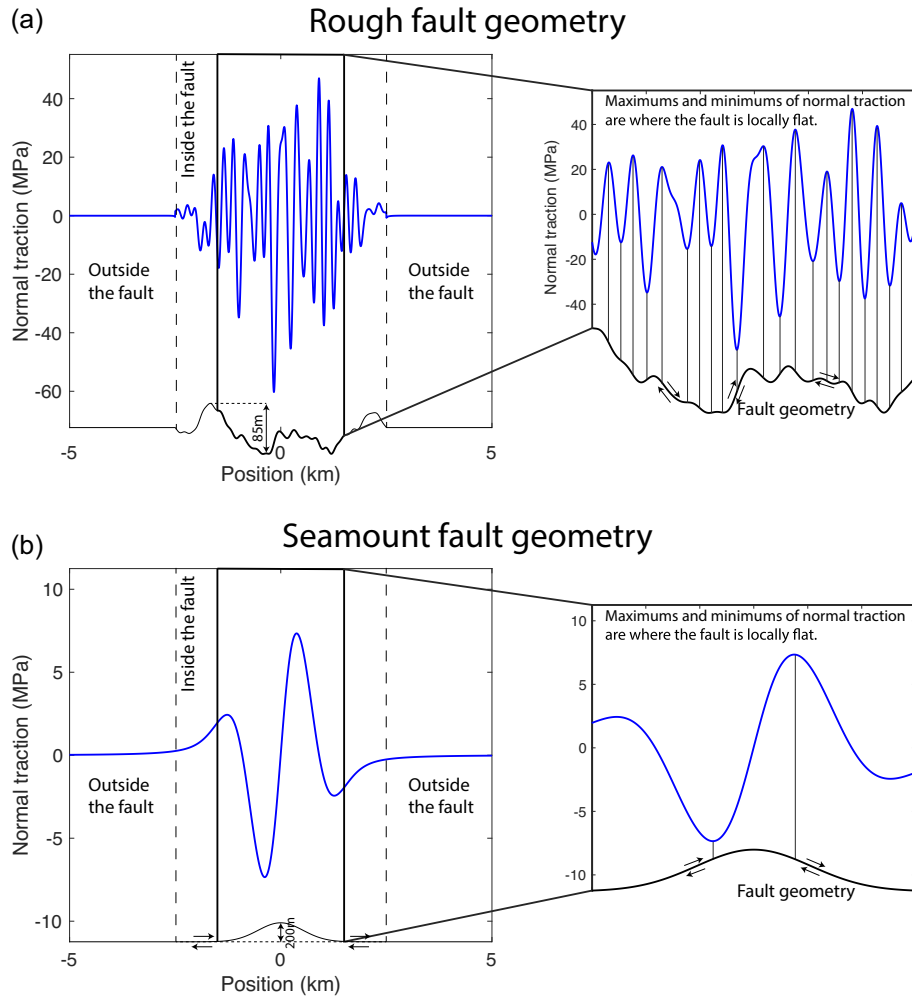 (a)
Rough fault geometry
Normal traction (MPa)
40
20
0
-20
-40
-60
Inside the fault
Outside
the fault
Outside
the fault
85m
-5
0
5
Position (km)
Maximums and minimums of normal traction
are where the fault is locally flat.
Normal traction (MPa)
40
20
0
-20
-40
Fault geometry
(b)
Seamount fault geometry
Normal traction (MPa)
10
5
0
-5
-10
Inside the fault
Outside
the fault
Outside
the fault
200m
-5
0
5
Position (km)
Maximums and minimums of normal traction
are where the fault is locally flat.
10
5
0
-5
-10
Fault geometry